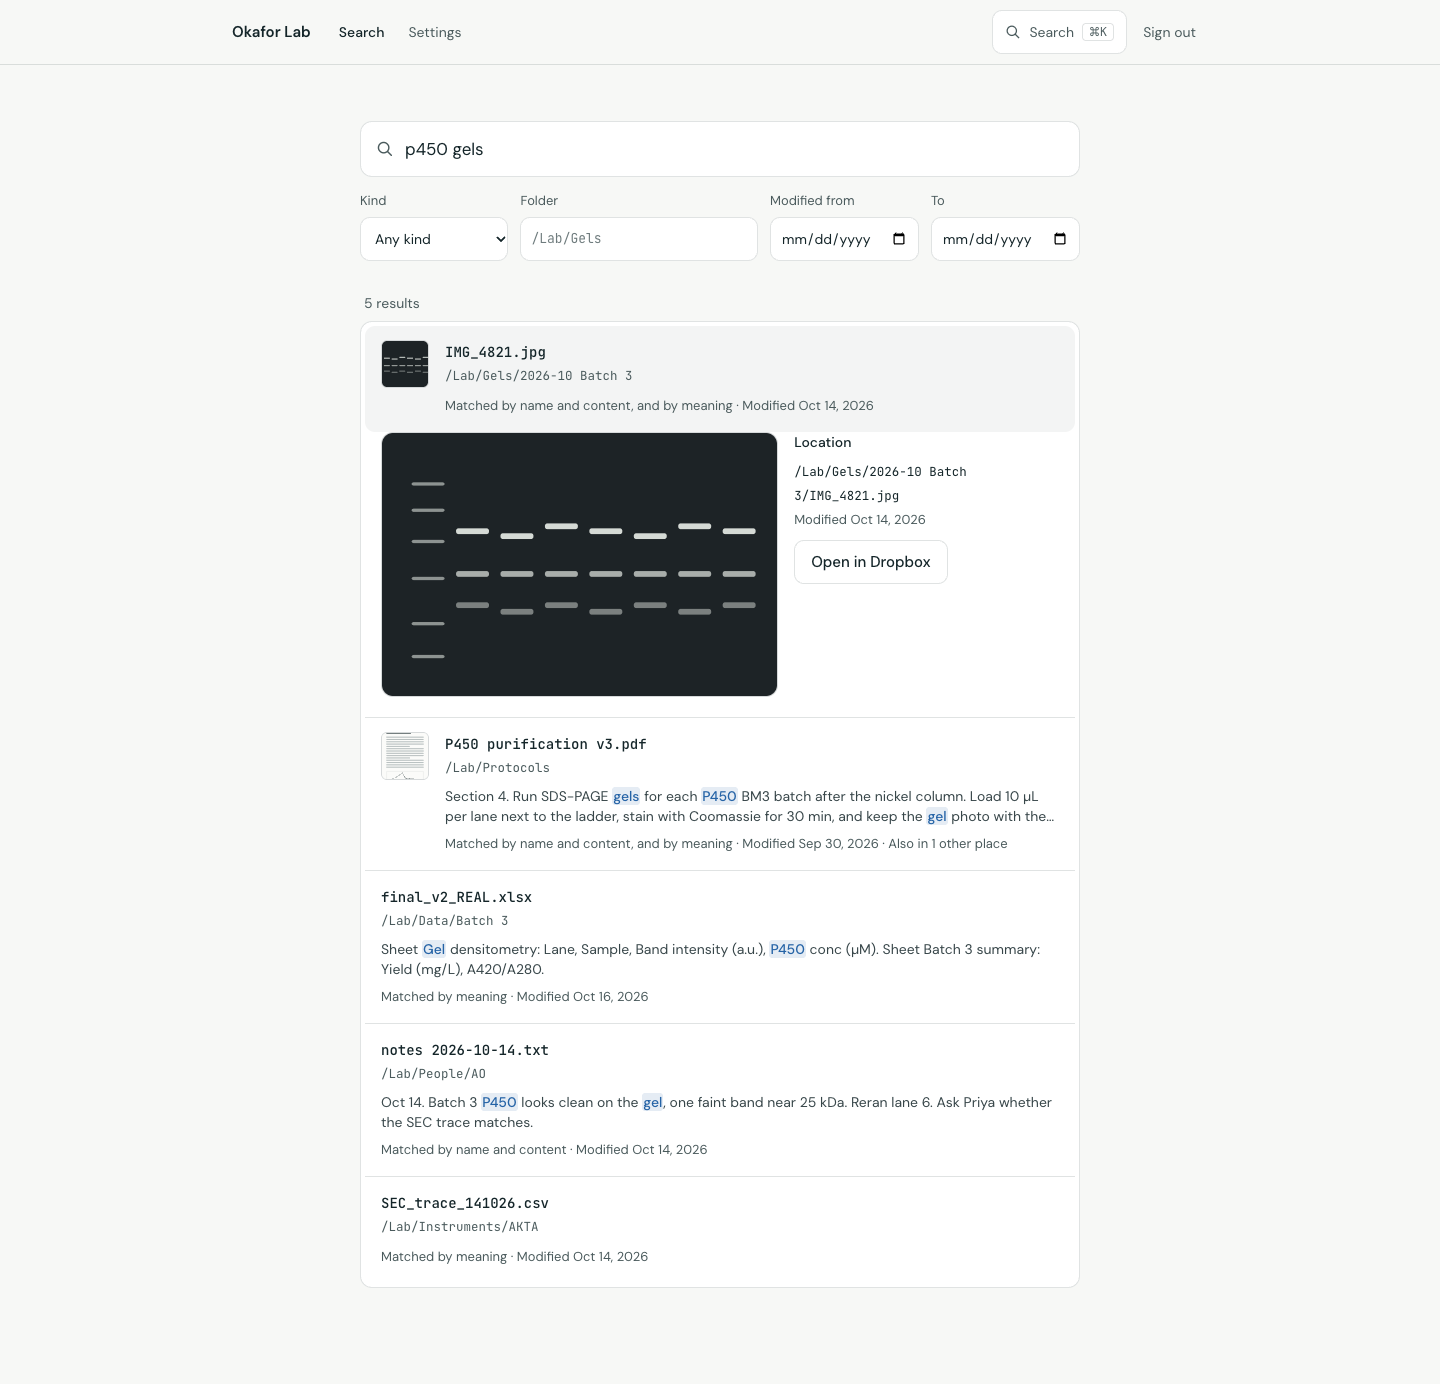 Okafor Lab Search Settings Search ⌘K Sign out
p450 gels
Kind Folder Modified from To
Any kind /Lab/Gels mm/dd/yyyy mm/dd/yyyy
5 results
IMG_4821.jpg
/Lab/Gels/2026-10 Batch 3
Matched by name and content, and by meaning · Modified Oct 14, 2026
Location
/Lab/Gels/2026-10 Batch
3/IMG_4821.jpg
Modified Oct 14, 2026
Open in Dropbox
P450 purification v3.pdf
/Lab/Protocols
Section 4. Run SDS-PAGE gels for each P450 BM3 batch after the nickel column. Load 10 µL
per lane next to the ladder, stain with Coomassie for 30 min, and keep the gel photo with the…
Matched by name and content, and by meaning · Modified Sep 30, 2026 · Also in 1 other place
final_v2_REAL.xlsx
/Lab/Data/Batch 3
Sheet Gel densitometry: Lane, Sample, Band intensity (a.u.), P450 conc (µM). Sheet Batch 3 summary:
Yield (mg/L), A420/A280.
Matched by meaning · Modified Oct 16, 2026
notes 2026-10-14.txt
/Lab/People/AO
Oct 14. Batch 3 P450 looks clean on the gel, one faint band near 25 kDa. Reran lane 6. Ask Priya whether
the SEC trace matches.
Matched by name and content · Modified Oct 14, 2026
SEC_trace_141026.csv
/Lab/Instruments/AKTA
Matched by meaning · Modified Oct 14, 2026